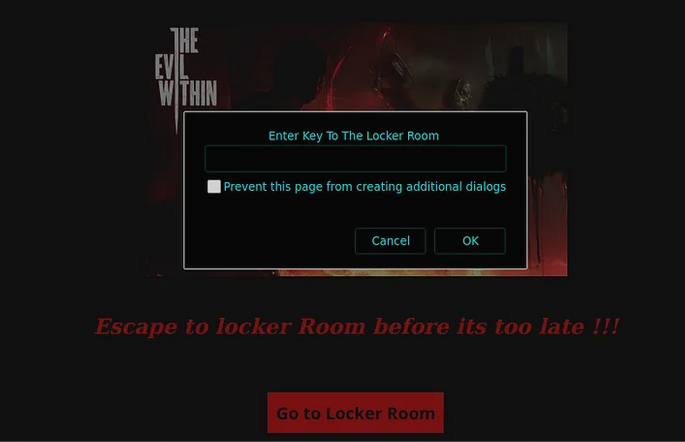 THE
EVIL
WITHIN
Enter Key To The Locker Room
Prevent this page from creating additional dialogs
Cancel
OK
Escape to locker Room before its too late !!!
Go to Locker Room